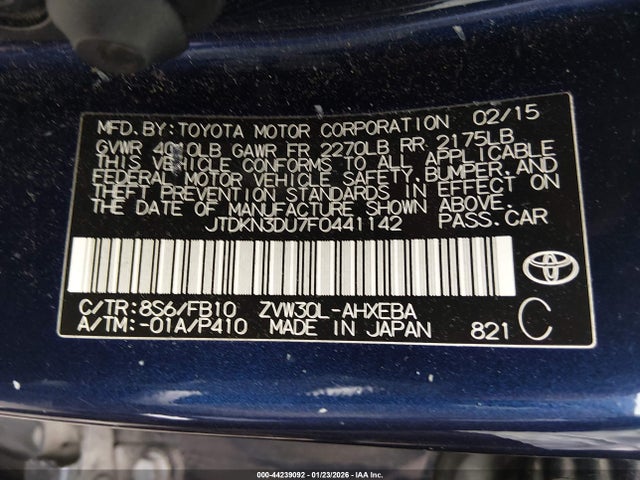 MFD. BY: TOYOTA MOTOR CORPORATION 02/15
GVWR 4010LB GAWR FR 2270LB RR 2175LB
THIS VEHICLE CONFORMS TO ALL APPLICABLE
FEDERAL MOTOR VEHICLE SAFETY, BUMPER, AND
THEFT PREVENTION STANDARDS IN EFFECT ON
THE DATE OF MANUFACTURE SHOWN ABOVE.
JTDKN3DU7F0441142 PASS. CAR
C/TR: 8S6/FB10 ZVW30L-AHXEBA
A/TM: -01A/P410 MADE IN JAPAN 821 C
TOYOTA
000-44239092 - 01/23/2026 - IAA Inc.